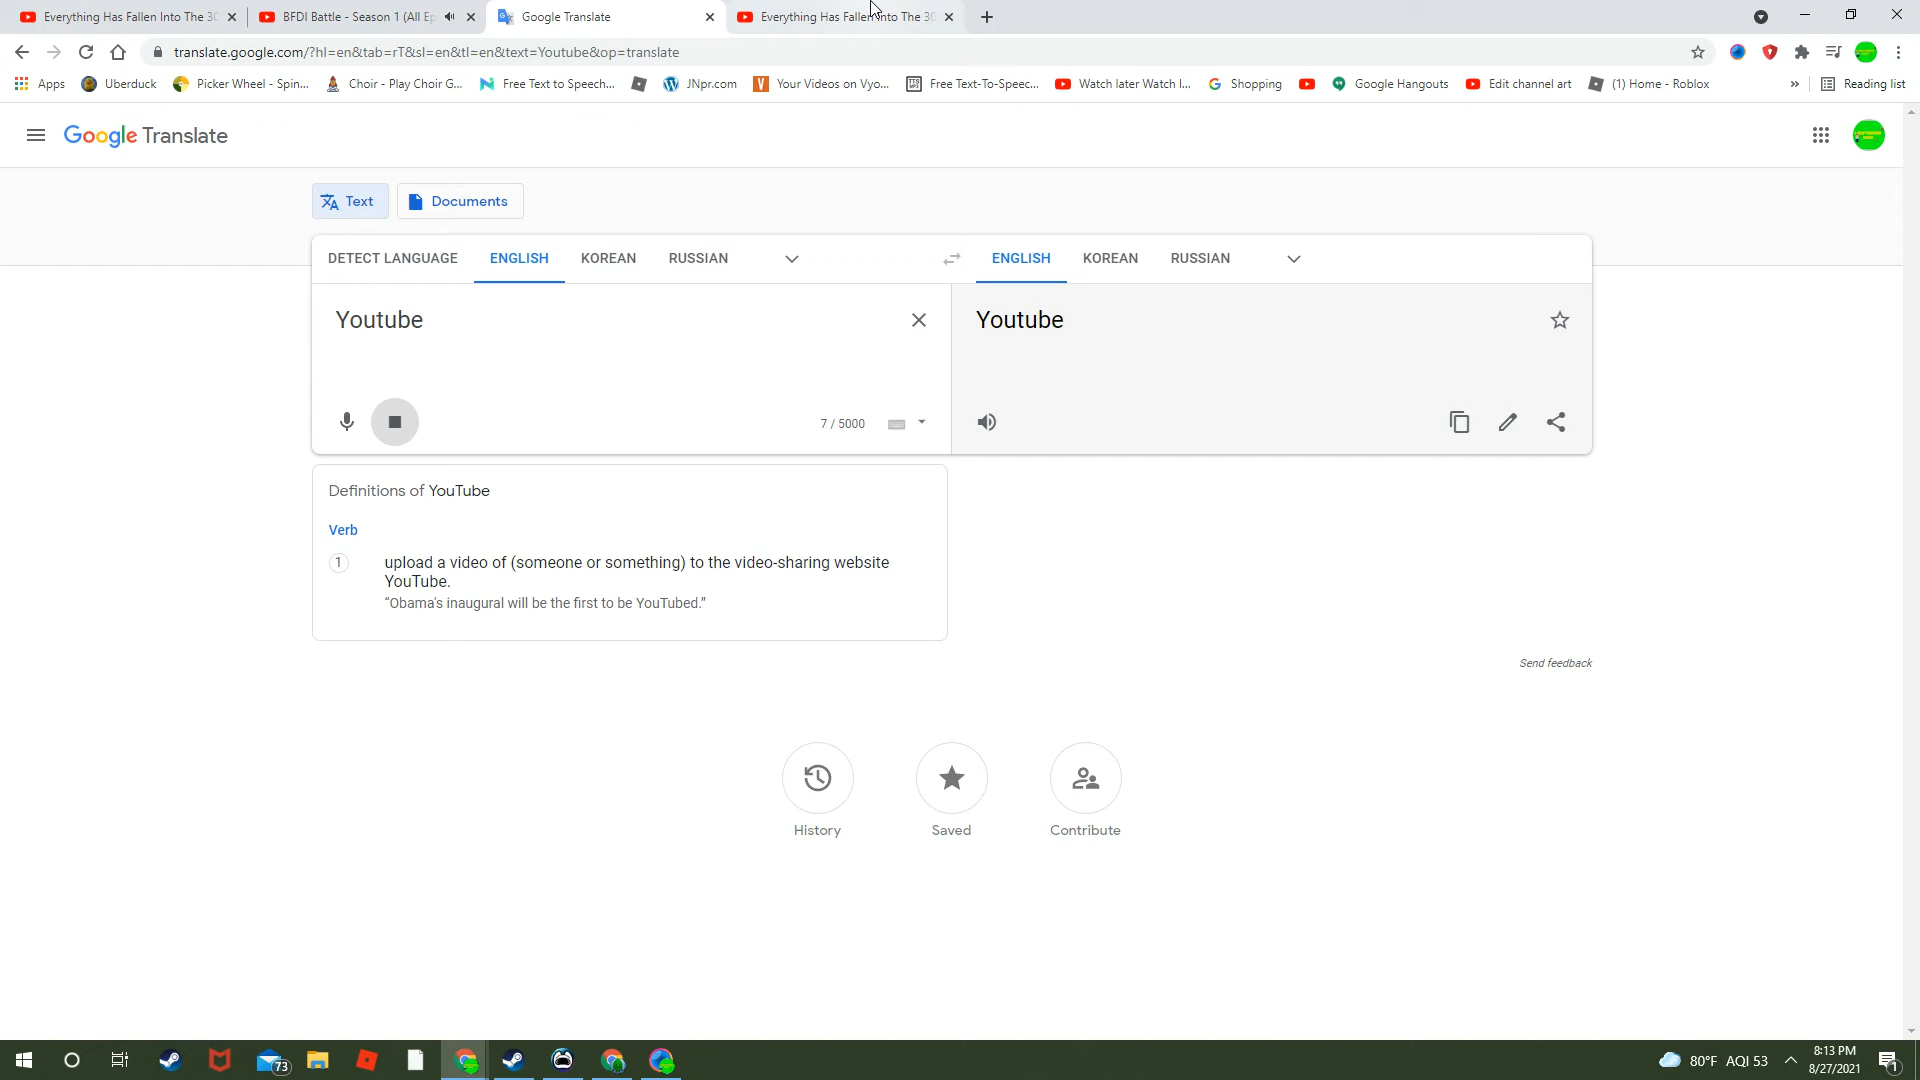 Everything Has Fallen Into The 30
BFDI Battle - Season 1 (All Ep
Google Translate
Everything Has Fallen Into The 30
translate.google.com/?hl=en&tab=rT&sl=en&tl=en&text=Youtube&op=translate
Apps
Uberduck
Picker Wheel - Spin...
Choir - Play Choir G...
Free Text to Speech...
JNpr.com
Your Videos on Vyo...
Free Text-To-Speec...
Watch later Watch l...
Shopping
Google Hangouts
Edit channel art
(1) Home - Roblox
»
Reading list
Google Translate
Text
Documents
DETECT LANGUAGE
ENGLISH
KOREAN
RUSSIAN
ENGLISH
KOREAN
RUSSIAN
Youtube
Youtube
7 / 5000
Definitions of YouTube
Verb
1
upload a video of (someone or something) to the video-sharing website
YouTube.
“Obama's inaugural will be the first to be YouTubed.”
Send feedback
History
Saved
Contribute
73
80°F AQI 53
8:13 PM
8/27/2021
1